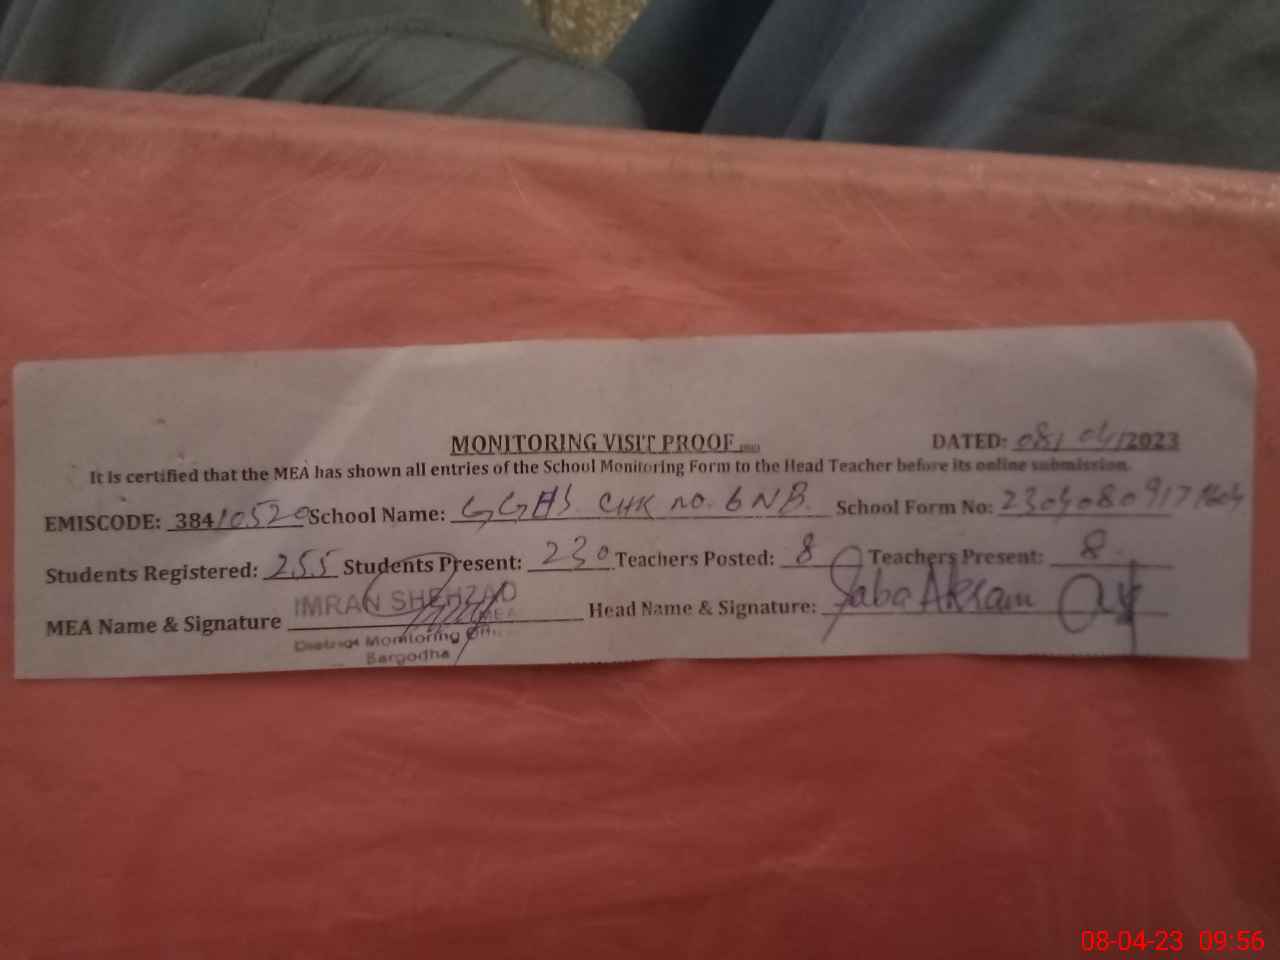 MONITORING VISIT PROOF
DATED: 08/04/2023
It is certified that the MEA has shown all entries of the School Monitoring Form to the Head Teacher before its online submission.
EMISCODE: 38410520 School Name: GGHS CHK NO. 6 NB. School Form No:
Students Registered: 255 Students Present: 230 Teachers Posted: 8 Teachers Present: 8
MEA Name & Signature IMRAN SHEHZAD MEA Head Name & Signature: Saba Akram
District Monitoring Office
Sargodha
08-04-23 09:56